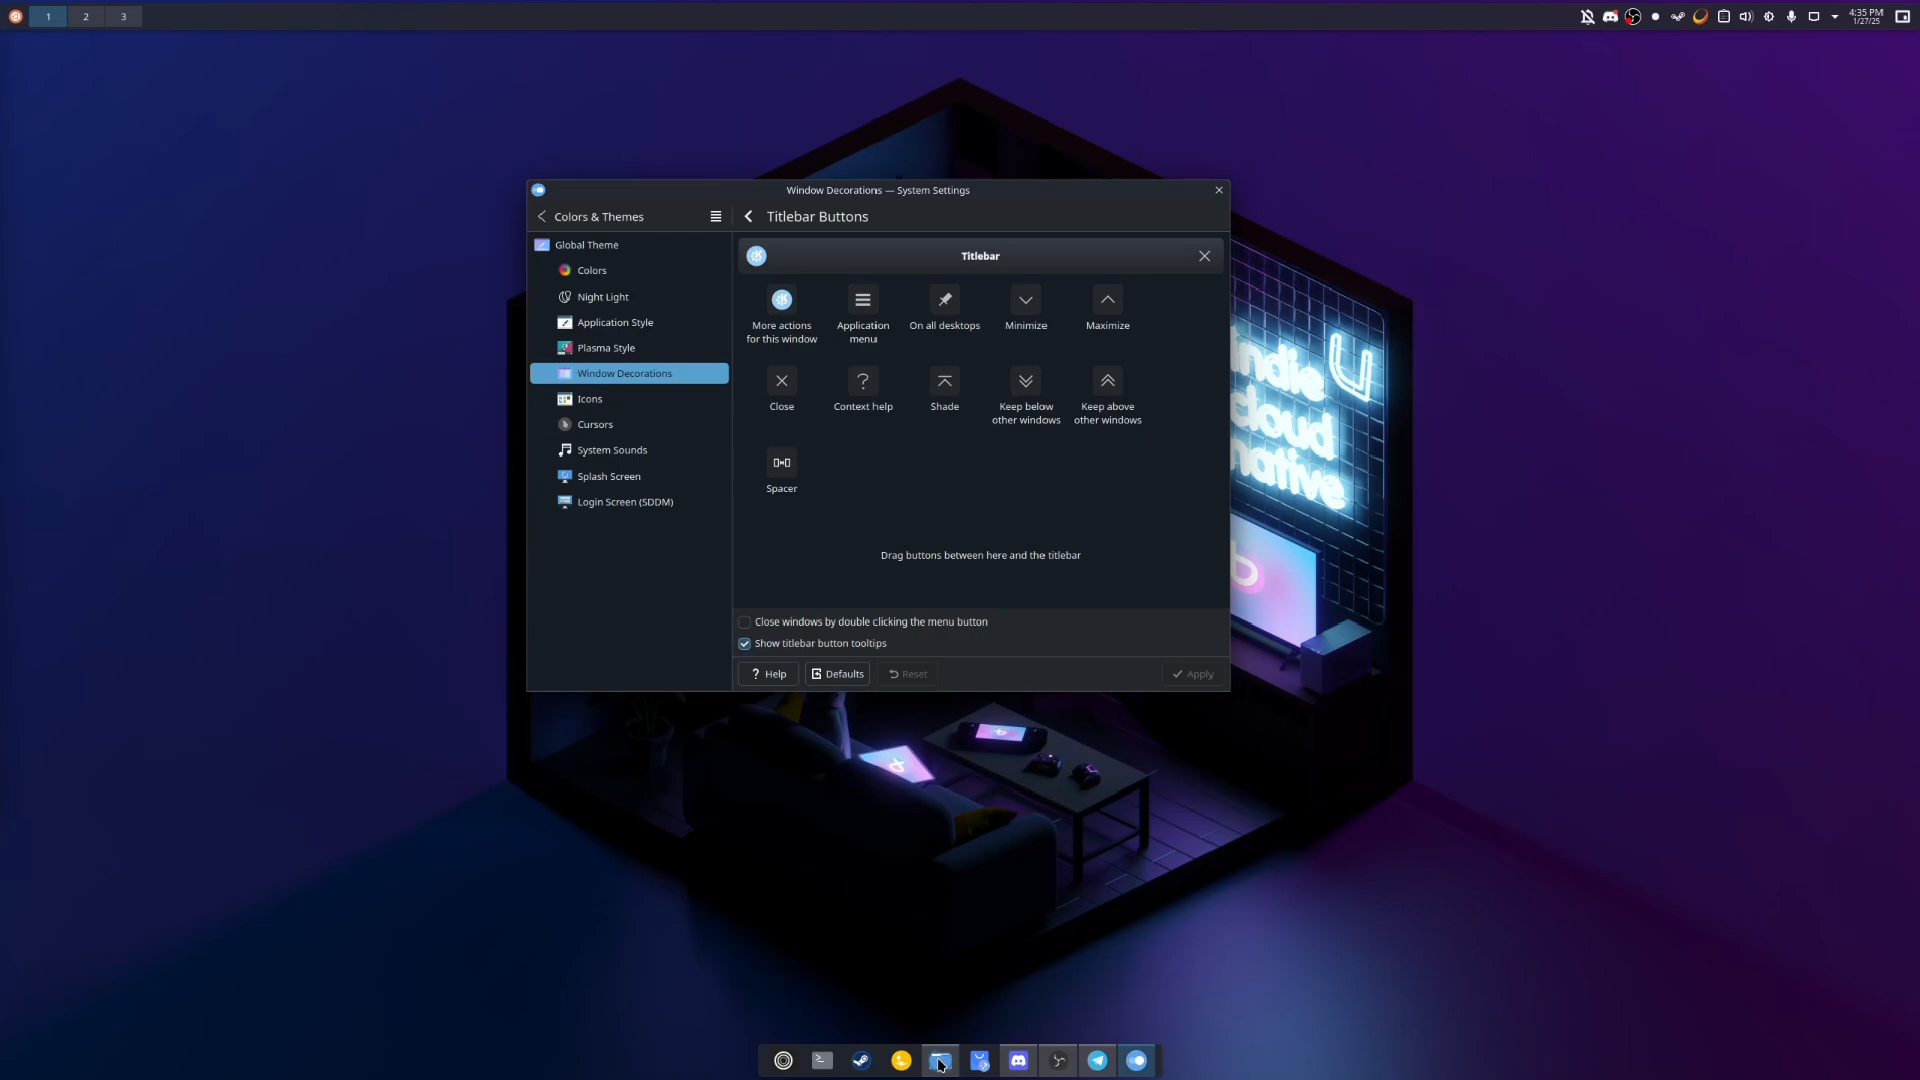 1 2 3
4:35 PM
1/27/25
Window Decorations — System Settings
Colors & Themes
Titlebar Buttons
Global Theme
Colors
Night Light
Application Style
Plasma Style
Window Decorations
Icons
Cursors
System Sounds
Splash Screen
Login Screen (SDDM)
Titlebar
More actions
for this window
Application
menu
On all desktops
Minimize
Maximize
Close
Context help
Shade
Keep below
other windows
Keep above
other windows
Spacer
Drag buttons between here and the titlebar
Close windows by double clicking the menu button
Show titlebar button tooltips
? Help
Defaults
Reset
Apply
indie
cloud
native